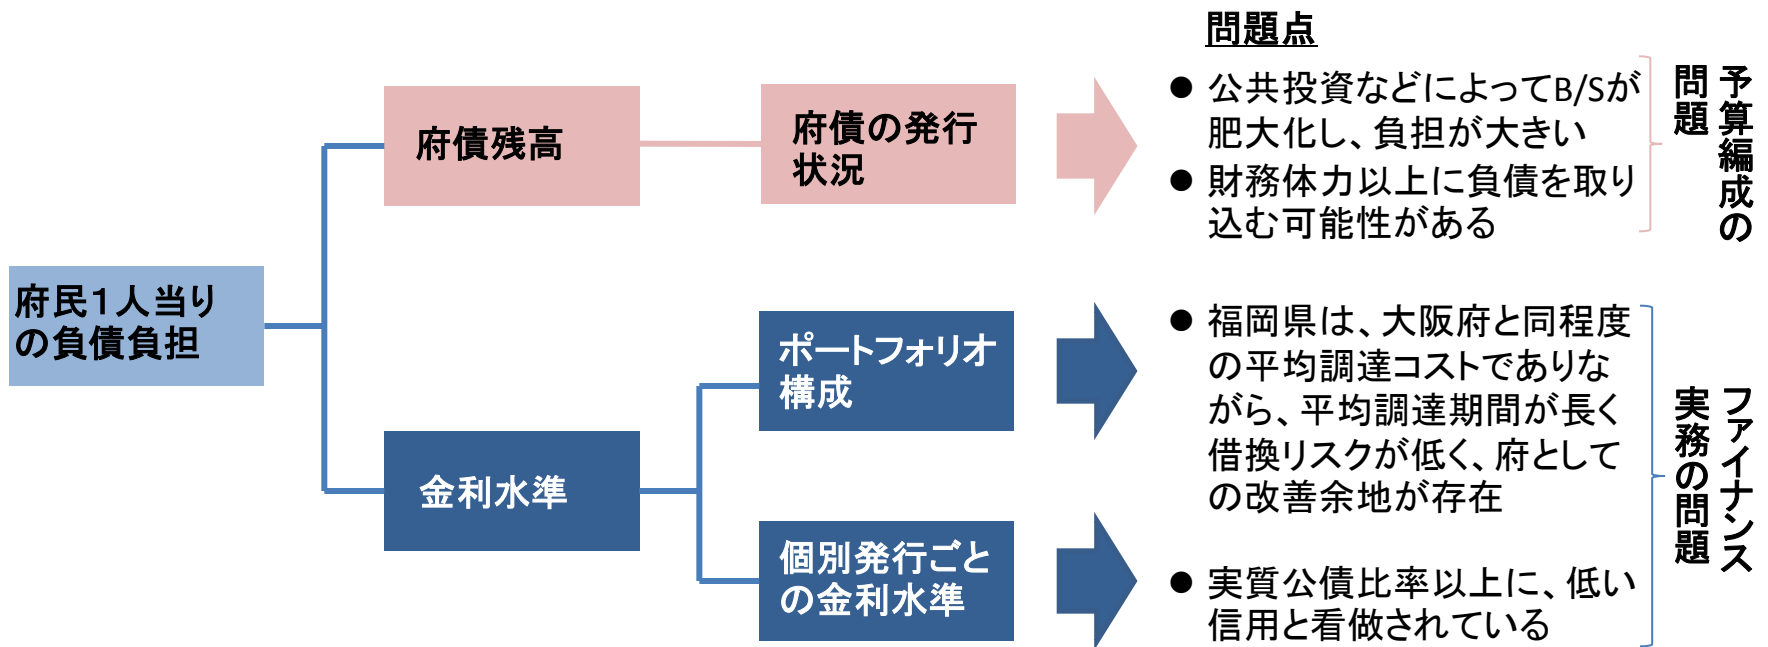 問題点
府民１人当り
の負債負担
府債残高
府債の発行
状況
● 公共投資などによってB/Sが
肥大化し、負担が大きい
● 財務体力以上に負債を取り
込む可能性がある
予算編成の
問題
金利水準
ポートフォリオ
構成
● 福岡県は、大阪府と同程度
の平均調達コストでありな
がら、平均調達期間が長く
借換リスクが低く、府として
の改善余地が存在
個別発行ごと
の金利水準
● 実質公債比率以上に、低い
信用と看做されている
ファイナンス
実務の問題